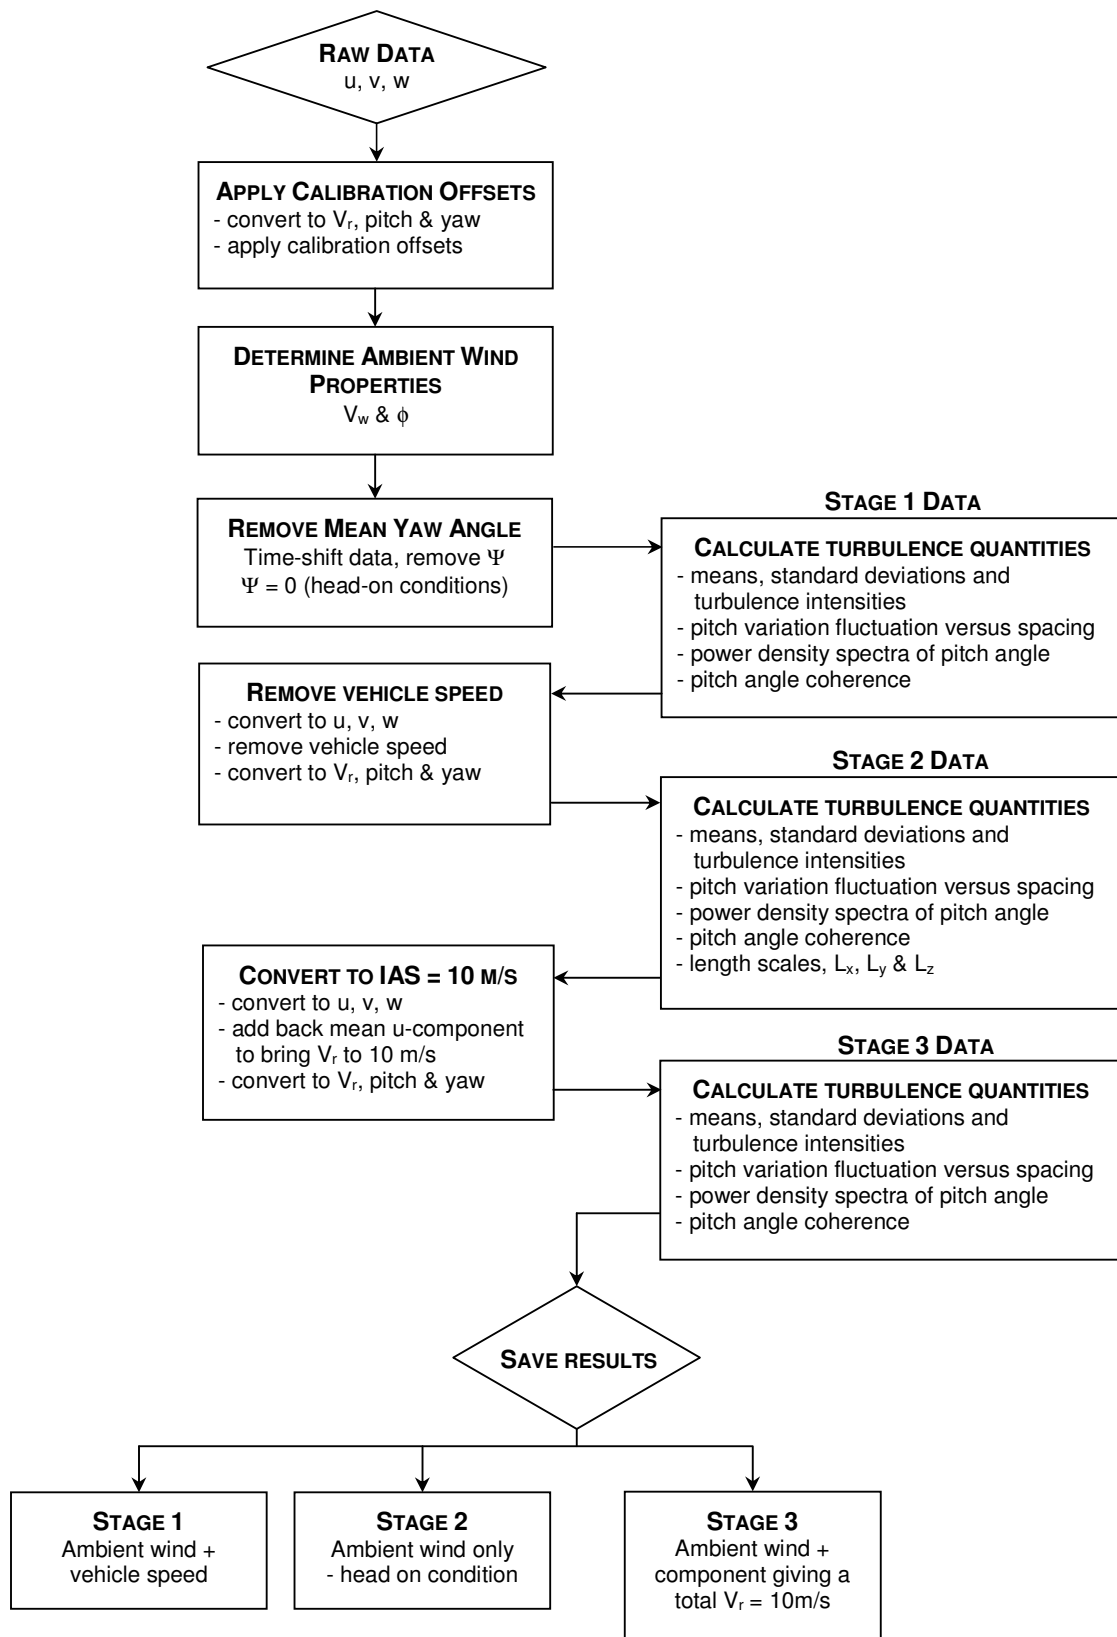 RAW DATA
u, v, w
APPLY CALIBRATION OFFSETS
- convert to Vr, pitch & yaw
- apply calibration offsets
DETERMINE AMBIENT WIND
PROPERTIES
Vw & ϕ
REMOVE MEAN YAW ANGLE
Time-shift data, remove Ψ
Ψ = 0 (head-on conditions)
STAGE 1 DATA
CALCULATE TURBULENCE QUANTITIES
- means, standard deviations and
turbulence intensities
- pitch variation fluctuation versus spacing
- power density spectra of pitch angle
- pitch angle coherence
REMOVE VEHICLE SPEED
- convert to u, v, w
- remove vehicle speed
- convert to Vr, pitch & yaw
STAGE 2 DATA
CALCULATE TURBULENCE QUANTITIES
- means, standard deviations and
turbulence intensities
- pitch variation fluctuation versus spacing
- power density spectra of pitch angle
- pitch angle coherence
- length scales, Lx, Ly & Lz
CONVERT TO IAS = 10 M/S
- convert to u, v, w
- add back mean u-component
to bring Vr to 10 m/s
- convert to Vr, pitch & yaw
STAGE 3 DATA
CALCULATE TURBULENCE QUANTITIES
- means, standard deviations and
turbulence intensities
- pitch variation fluctuation versus spacing
- power density spectra of pitch angle
- pitch angle coherence
SAVE RESULTS
STAGE 1
Ambient wind +
vehicle speed
STAGE 2
Ambient wind only
- head on condition
STAGE 3
Ambient wind +
component giving a
total Vr = 10m/s